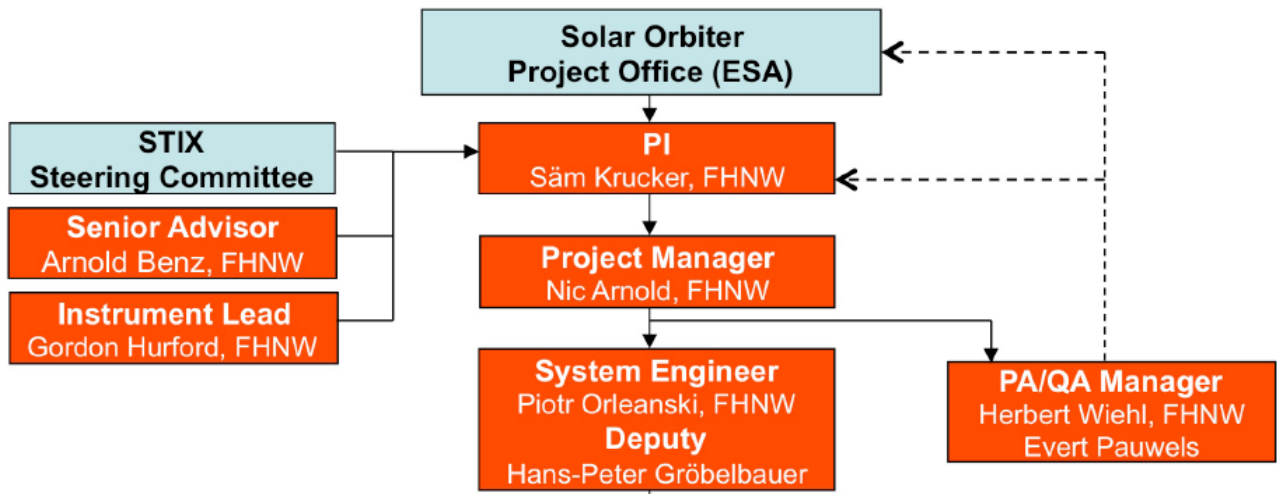 Solar Orbiter
Project Office (ESA)
STIX
Steering Committee
PI
Säm Krucker, FHNW
Senior Advisor
Arnold Benz, FHNW
Project Manager
Nic Arnold, FHNW
Instrument Lead
Gordon Hurford, FHNW
System Engineer
Piotr Orleanski, FHNW
Deputy
Hans-Peter Gröbelbauer
PA/QA Manager
Herbert Wiehl, FHNW
Evert Pauwels